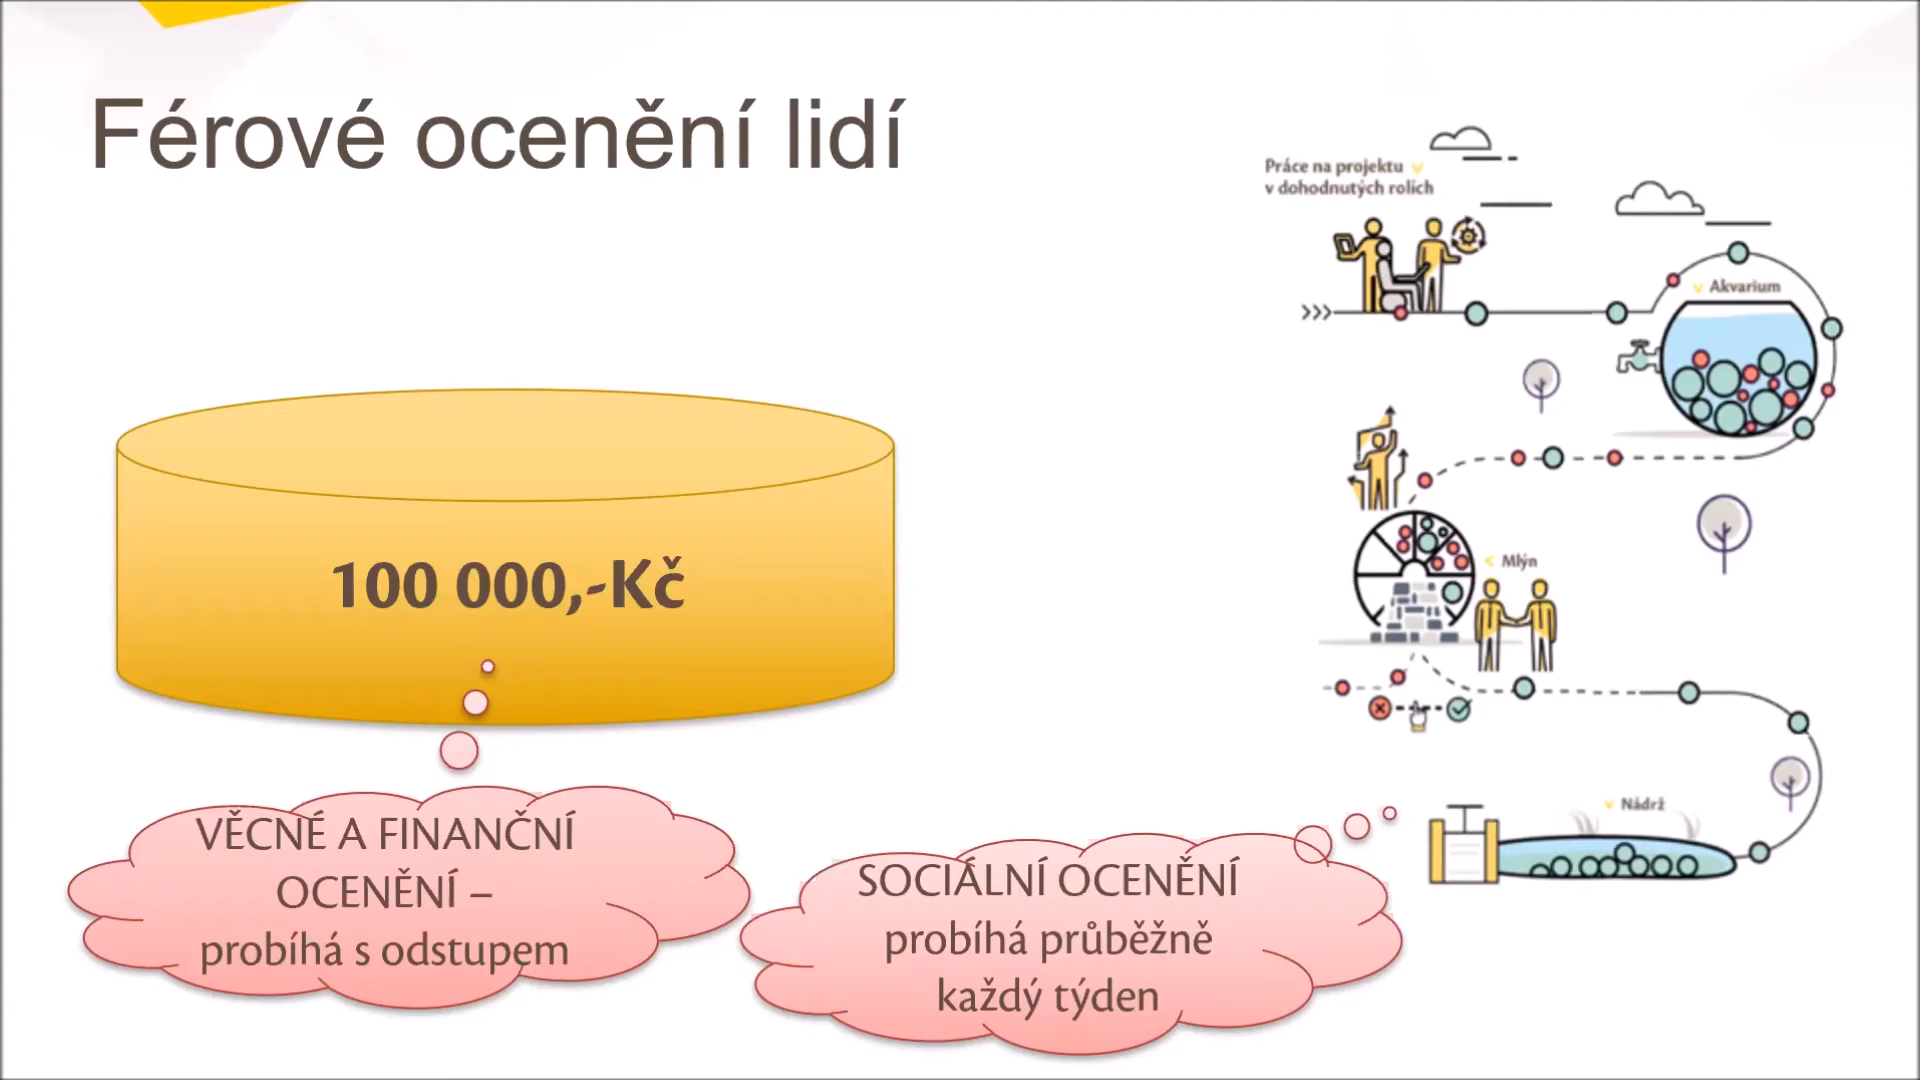 Férové ocenění lidí
Práce na projektu
v dohodnutých rolích
Akvarium
100 000,-Kč
Mlýn
Nádrž
VĚCNÉ A FINANČNÍ
OCENĚNÍ –
probíhá s odstupem
SOCIÁLNÍ OCENĚNÍ
probíhá průběžně
každý týden